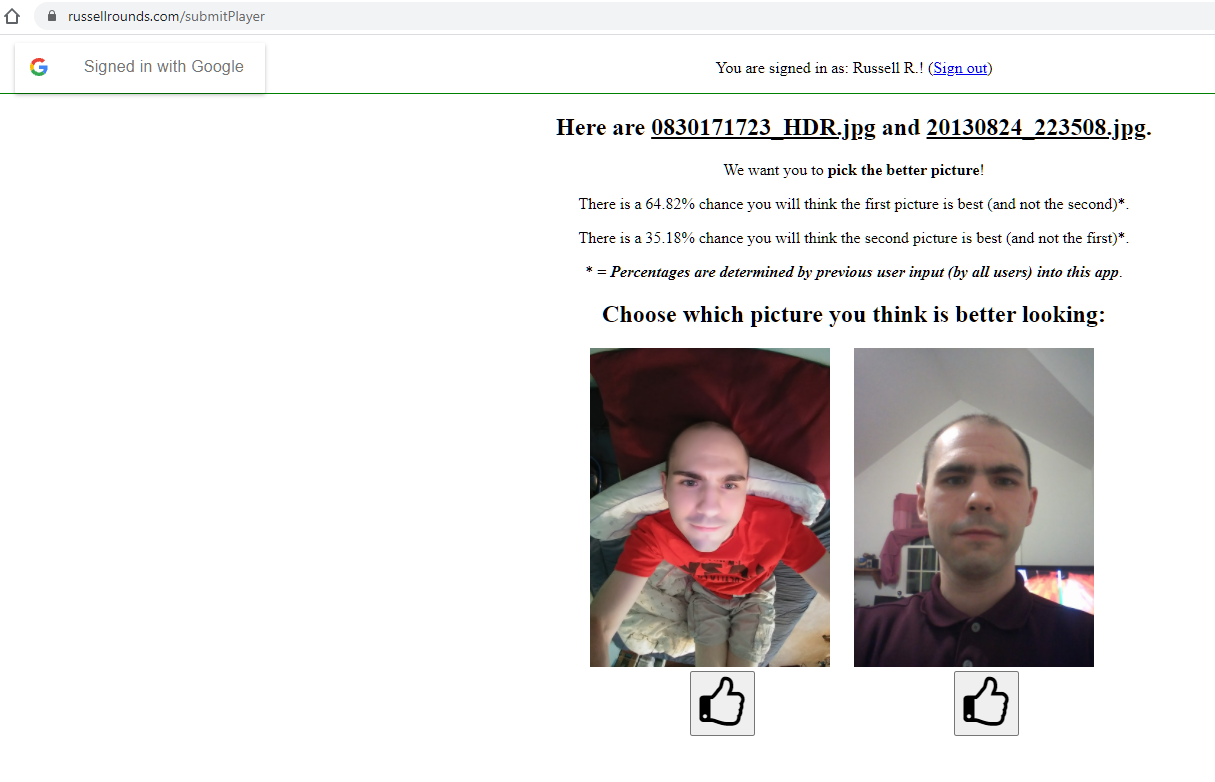 russellrounds.com/submitPlayer
Signed in with Google
You are signed in as: Russell R.! (Sign out)
Here are 0830171723_HDR.jpg and 20130824_223508.jpg.
We want you to pick the better picture!
There is a 64.82% chance you will think the first picture is best (and not the second)*.
There is a 35.18% chance you will think the second picture is best (and not the first)*.
* = Percentages are determined by previous user input (by all users) into this app.
Choose which picture you think is better looking: